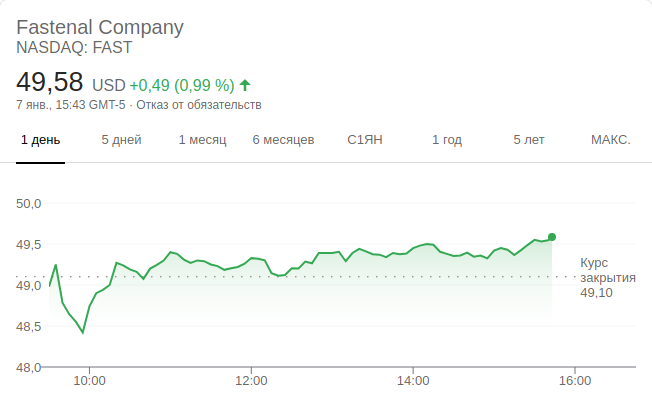 Fastenal Company
NASDAQ: FAST
49,58 USD +0,49 (0,99 %)
7 янв., 15:43 GMT-5 · Отказ от обязательств
1 день 5 дней 1 месяц 6 месяцев С1ЯН 1 год 5 лет МАКС.
50,0
49,5
Курс
закрытия
49,10
49,0
48,5
48,0
10:00 12:00 14:00 16:00